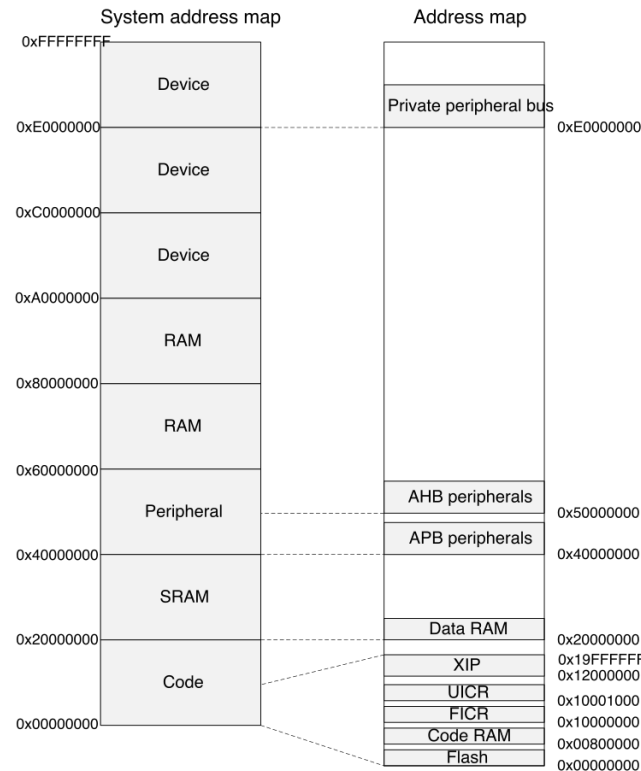 System address map
Address map
0xFFFFFFFF
Device
Private peripheral bus
0xE0000000
0xE0000000
Device
0xC0000000
Device
0xA0000000
RAM
0x80000000
RAM
0x60000000
AHB peripherals
Peripheral
0x50000000
APB peripherals
0x40000000
0x40000000
SRAM
Data RAM
0x20000000
0x20000000
0x19FFFFFF
XIP
0x12000000
Code
UICR
0x10001000
FICR
0x10000000
0x00000000
Code RAM
0x00800000
Flash
0x00000000